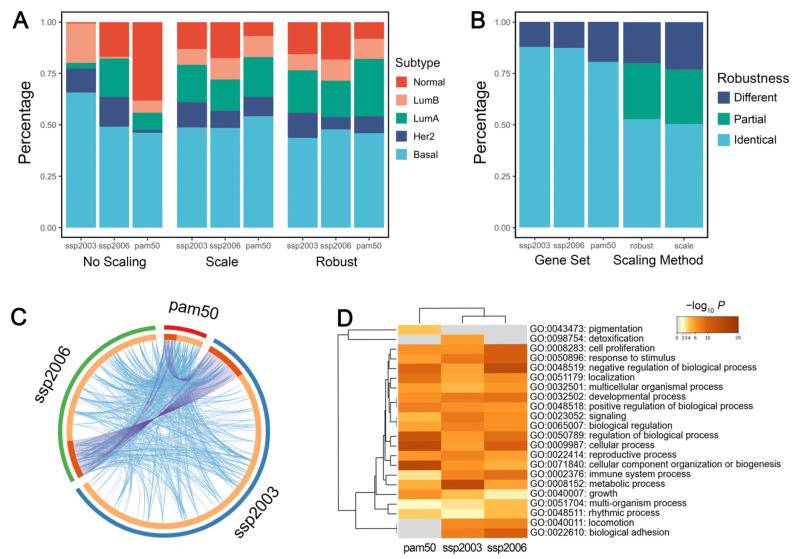 A
Percentage
1.00
0.75
0.50
0.25
0.00
ssp2003 ssp2006 pam50
No Scaling
ssp2003 ssp2006 pam50
Scale
ssp2003 ssp2006 pam50
Robust
Subtype
Normal
LumB
LumA
Her2
Basal
B
Percentage
1.00
0.75
0.50
0.25
0.00
ssp2003 ssp2006 pam50 robust scale
Gene Set Scaling Method
Robustness
Different
Partial
Identical
C
pam50
ssp2006
ssp2003
D
−log10 P
0 2 3 4 6 10 20
GO:0043473: pigmentation
GO:0098754: detoxification
GO:0008283: cell proliferation
GO:0050896: response to stimulus
GO:0048519: negative regulation of biological process
GO:0051179: localization
GO:0032501: multicellular organismal process
GO:0032502: developmental process
GO:0048518: positive regulation of biological process
GO:0023052: signaling
GO:0065007: biological regulation
GO:0050789: regulation of biological process
GO:0009987: cellular process
GO:0022414: reproductive process
GO:0071840: cellular component organization or biogenesis
GO:0002376: immune system process
GO:0008152: metabolic process
GO:0040007: growth
GO:0051704: multi-organism process
GO:0048511: rhythmic process
GO:0040011: locomotion
GO:0022610: biological adhesion
pam50 ssp2003 ssp2006